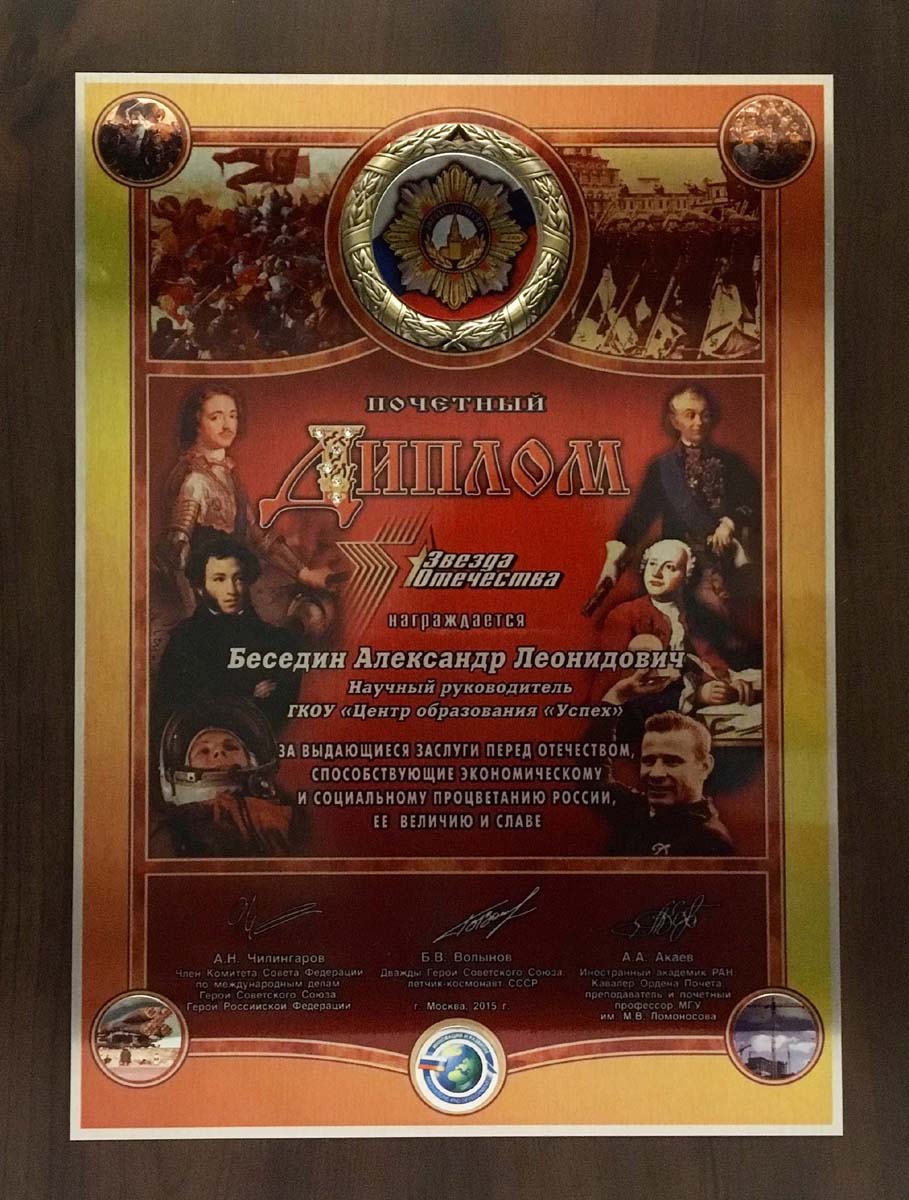 ПОЧЕТНЫЙ
ДИПЛОМ
Звезда
Отечества
награждается
Беседин Александр Леонидович
Научный руководитель
ГКОУ «Центр образования «Успех»
ЗА ВЫДАЮЩИЕСЯ ЗАСЛУГИ ПЕРЕД ОТЕЧЕСТВОМ,
СПОСОБСТВУЮЩИЕ ЭКОНОМИЧЕСКОМУ
И СОЦИАЛЬНОМУ ПРОЦВЕТАНИЮ РОССИИ,
ЕЕ ВЕЛИЧИЮ И СЛАВЕ
А.Н. Чилингаров
Член Комитета Совета Федерации
по международным делам
Герой Советского Союза
Герой Российской Федерации
Б.В. Волынов
Дважды Герой Советского Союза
летчик-космонавт СССР
г. Москва, 2015 г.
А.А. Акаев
Иностранный академик РАН,
Кавалер Ордена Почета,
преподаватель и почетный
профессор МГУ
им. М.В. Ломоносова